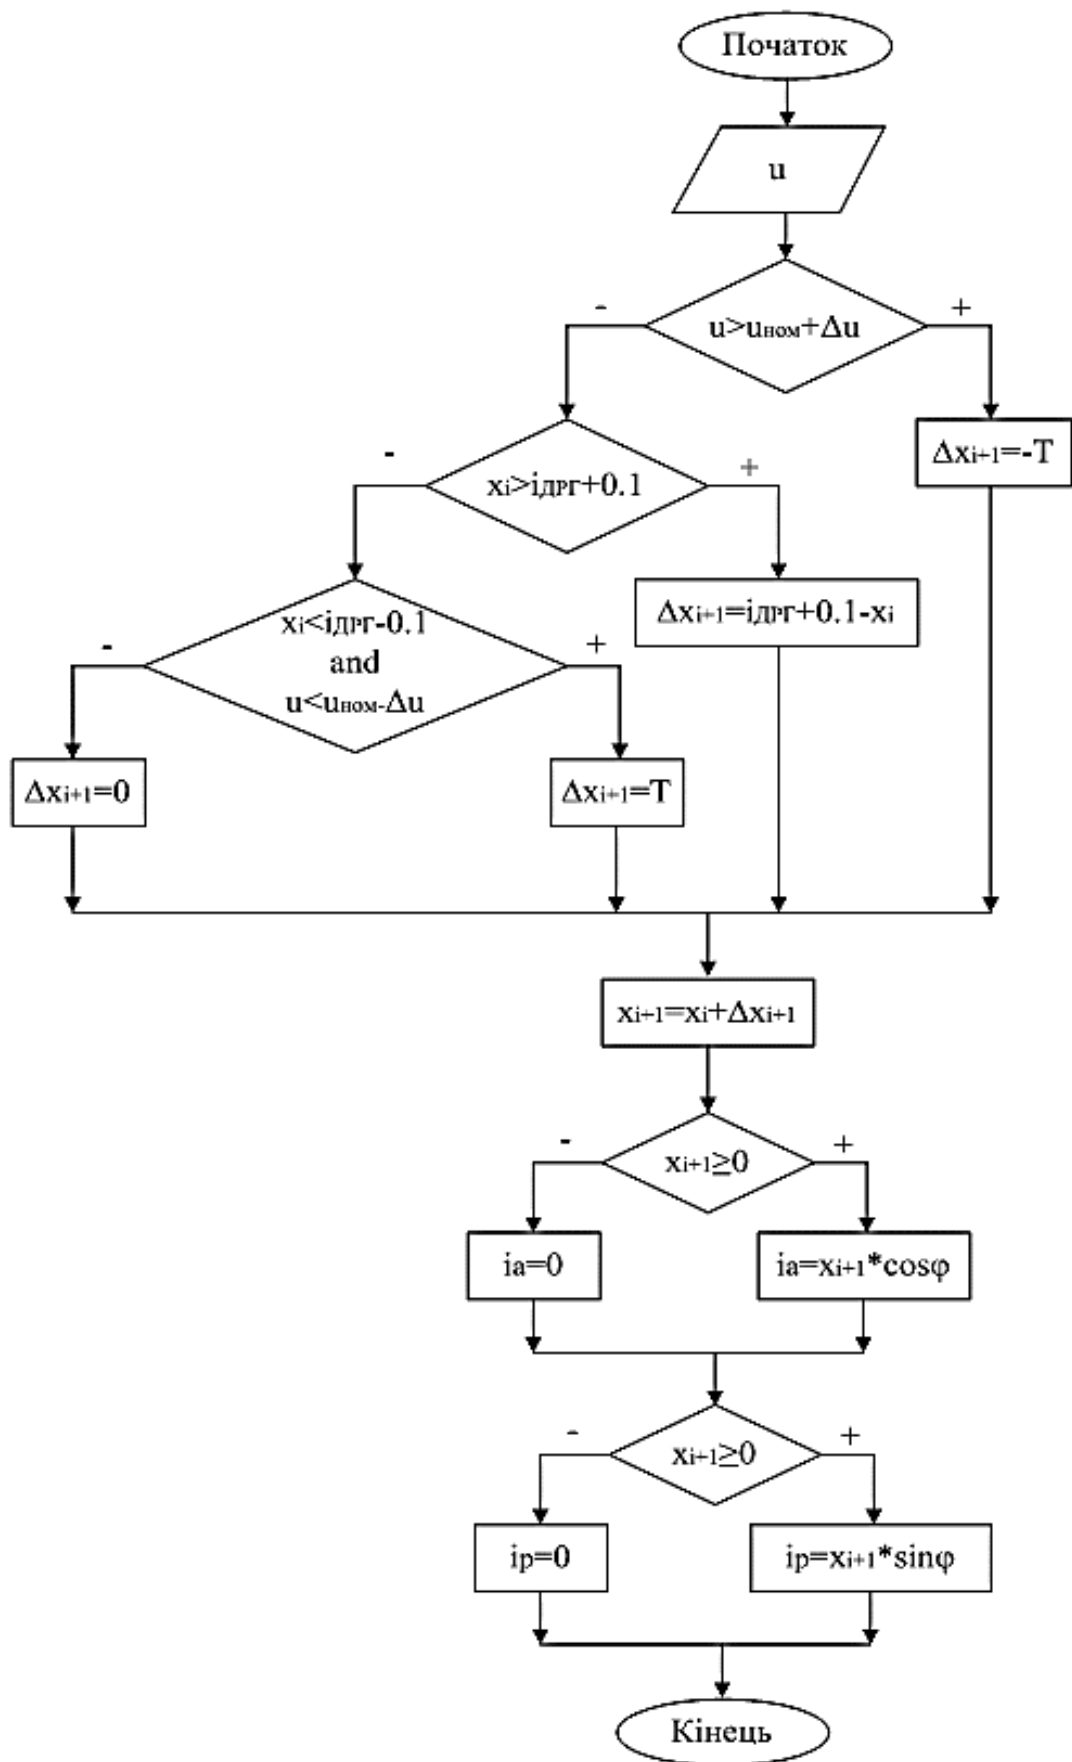 Початок
u
- +
u>uном+Δu
Δxi+1=-T
- +
xi>iДРГ+0.1
Δxi+1=iДРГ+0.1-xi
- +
xi<iДРГ-0.1
and
u<uном-Δu
Δxi+1=0
Δxi+1=T
xi+1=xi+Δxi+1
- +
xi+1≥0
ia=0
ia=xi+1*cosφ
- +
xi+1≥0
ip=0
ip=xi+1*sinφ
Кінець